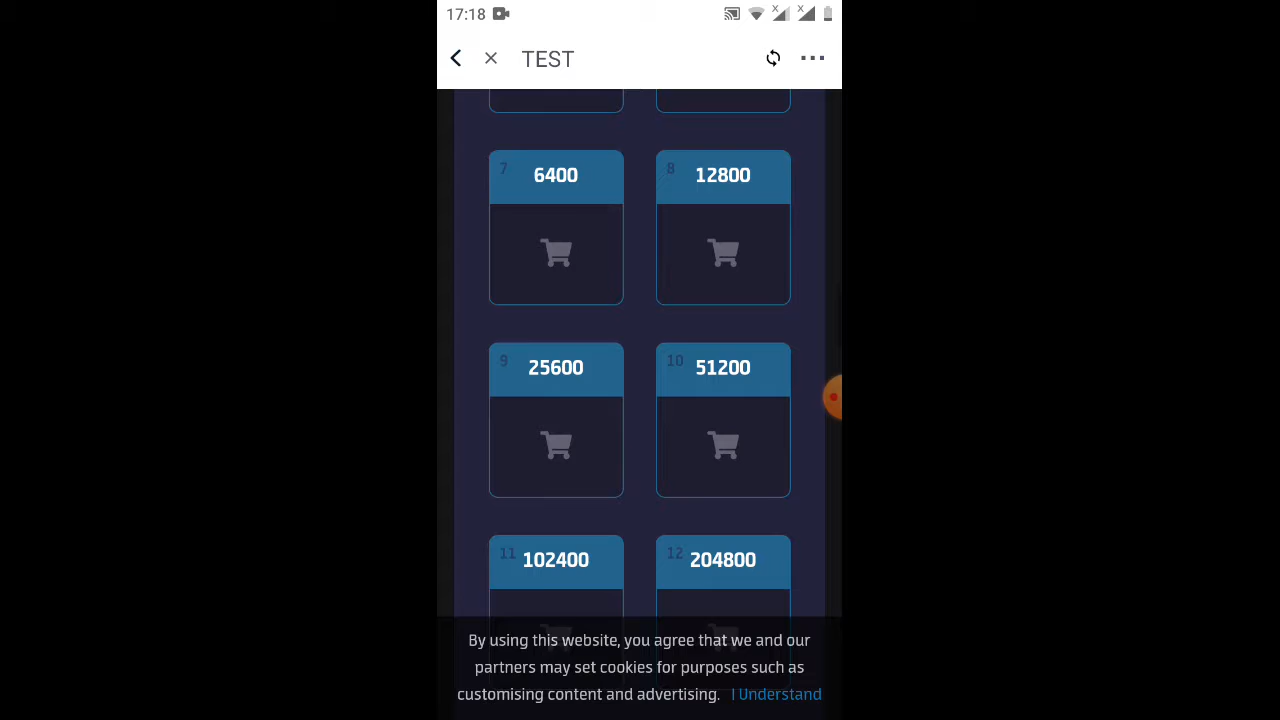 17:18
TEST
7 6400
8 12800
9 25600
10 51200
11 102400
12 204800
By using this website, you agree that we and our
partners may set cookies for purposes such as
customising content and advertising. I Understand